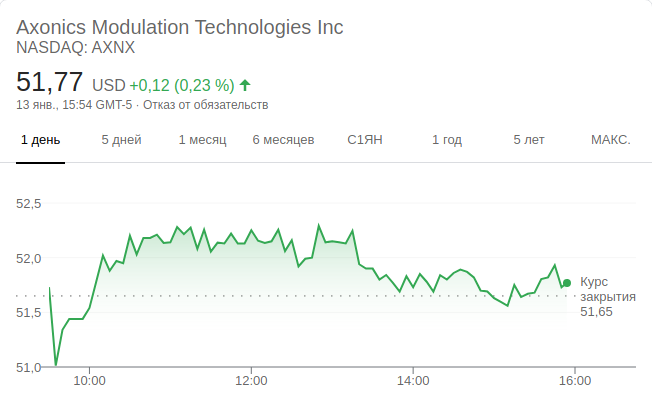 Axonics Modulation Technologies Inc
NASDAQ: AXNX
51,77 USD +0,12 (0,23 %)
13 янв., 15:54 GMT-5 · Отказ от обязательств
1 день 5 дней 1 месяц 6 месяцев С1ЯН 1 год 5 лет МАКС.
52,5
52,0
51,5
51,0
Курс
закрытия
51,65
10:00 12:00 14:00 16:00